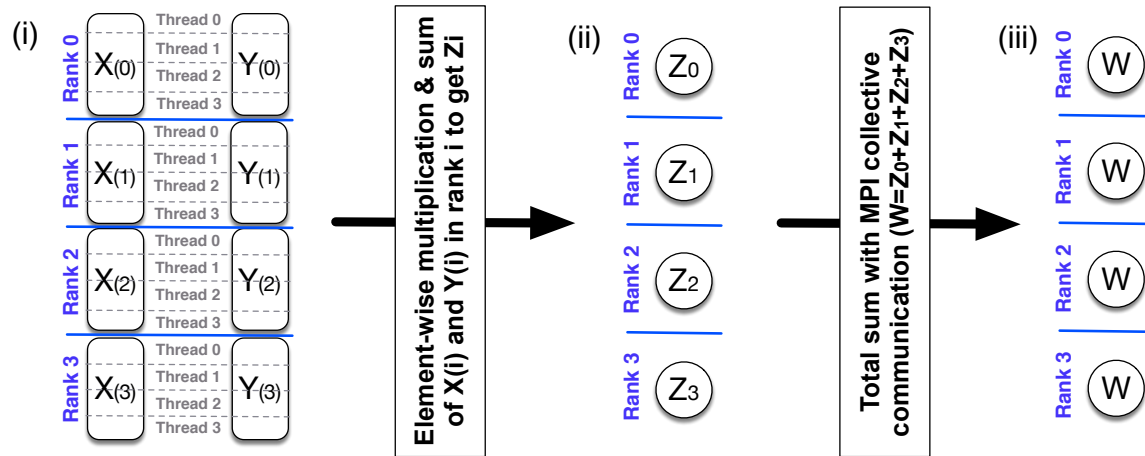 (i)
Rank 0
X(0)
Thread 0
Thread 1
Thread 2
Thread 3
Y(0)
Rank 1
X(1)
Thread 0
Thread 1
Thread 2
Thread 3
Y(1)
Rank 2
X(2)
Thread 0
Thread 1
Thread 2
Thread 3
Y(2)
Rank 3
X(3)
Thread 0
Thread 1
Thread 2
Thread 3
Y(3)
Element-wise multiplication & sum
of X(i) and Y(i) in rank i to get Zi
(ii)
Rank 0
Z0
Rank 1
Z1
Rank 2
Z2
Rank 3
Z3
Total sum with MPI collective
communication (W=Z0+Z1+Z2+Z3)
(iii)
Rank 0
W
Rank 1
W
Rank 2
W
Rank 3
W